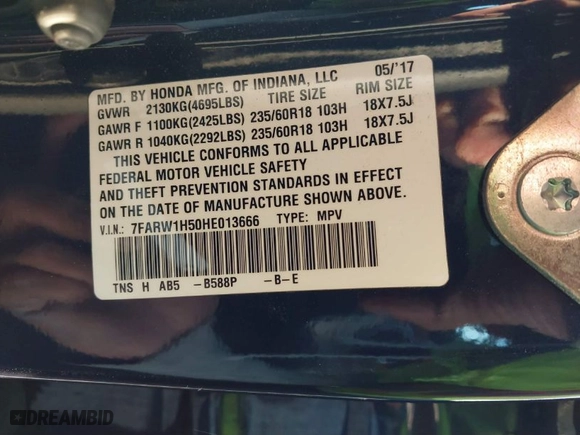 MFD. BY HONDA MFG. OF INDIANA, LLC 05/'17
GVWR 2130KG(4695LBS) TIRE SIZE RIM SIZE
GAWR F 1100KG(2425LBS) 235/60R18 103H 18X7.5J
GAWR R 1040KG(2292LBS) 235/60R18 103H 18X7.5J
THIS VEHICLE CONFORMS TO ALL APPLICABLE
FEDERAL MOTOR VEHICLE SAFETY
AND THEFT PREVENTION STANDARDS IN EFFECT
ON THE DATE OF MANUFACTURE SHOWN ABOVE.
V.I.N.: 7FARW1H50HE013666 TYPE: MPV
TNS H AB5 -B588P -B-E
DREAMBID